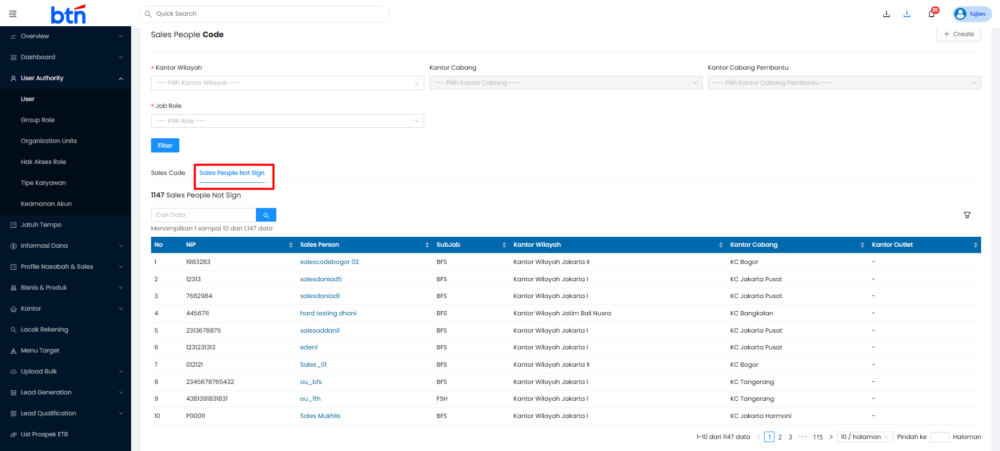 btn
Quick Search
25
fujian
Overview
Dashboard
User Authority
User
Group Role
Organization Units
Hak Akses Role
Tipe Karyawan
Keamanan Akun
Jatuh Tempo
Informasi Dana
Profile Nasabah & Sales
Bisnis & Produk
Kantor
Lacak Rekening
Menu Target
Upload Bulk
Lead Generation
Lead Qualification
List Prospek ETB
Sales People Code
+ Create
* Kantor Wilayah
Kantor Cabang
Kantor Cabang Pembantu
--- Pilih Kantor Wilayah ---
--- Pilih Kantor Cabang ---
--- Pilih Kantor Cabang Pembantu ---
* Job Role
--- Pilih Role ---
Filter
Sales Code
Sales People Not Sign
1147 Sales People Not Sign
Cari Data
Menampilkan 1 sampai 10 dari 1.147 data
No NIP Sales Person SubJab Kantor Wilayah Kantor Cabang Kantor Outlet
1 1983283 salescodebogor 02 BFS Kantor Wilayah Jakarta II KC Bogor -
2 12313 salesdaniad5 BFS Kantor Wilayah Jakarta I KC Jakarta Pusat -
3 7682984 salesdaniad1 BFS Kantor Wilayah Jakarta I KC Jakarta Pusat -
4 4456711 hard testing dhani BFS Kantor Wilayah Jatim Bali Nusra KC Bangkalan -
5 2313678875 salesaddani1 BFS Kantor Wilayah Jakarta I KC Jakarta Pusat -
6 1231231313 eden1 BFS Kantor Wilayah Jakarta I KC Jakarta Pusat -
7 012121 Sales_01 BFS Kantor Wilayah Jakarta II KC Bogor -
8 2345678765432 ou_bfs BFS Kantor Wilayah Jakarta I KC Tangerang -
9 4381391831831 ou_fth FSH Kantor Wilayah Jakarta I KC Tangerang -
10 P00011 Sales Mukhlis BFS Kantor Wilayah Jakarta I KC Jakarta Harmoni -
1-10 dari 1147 data < 1 2 3 ••• 115 > 10 / halaman Pindah ke Halaman